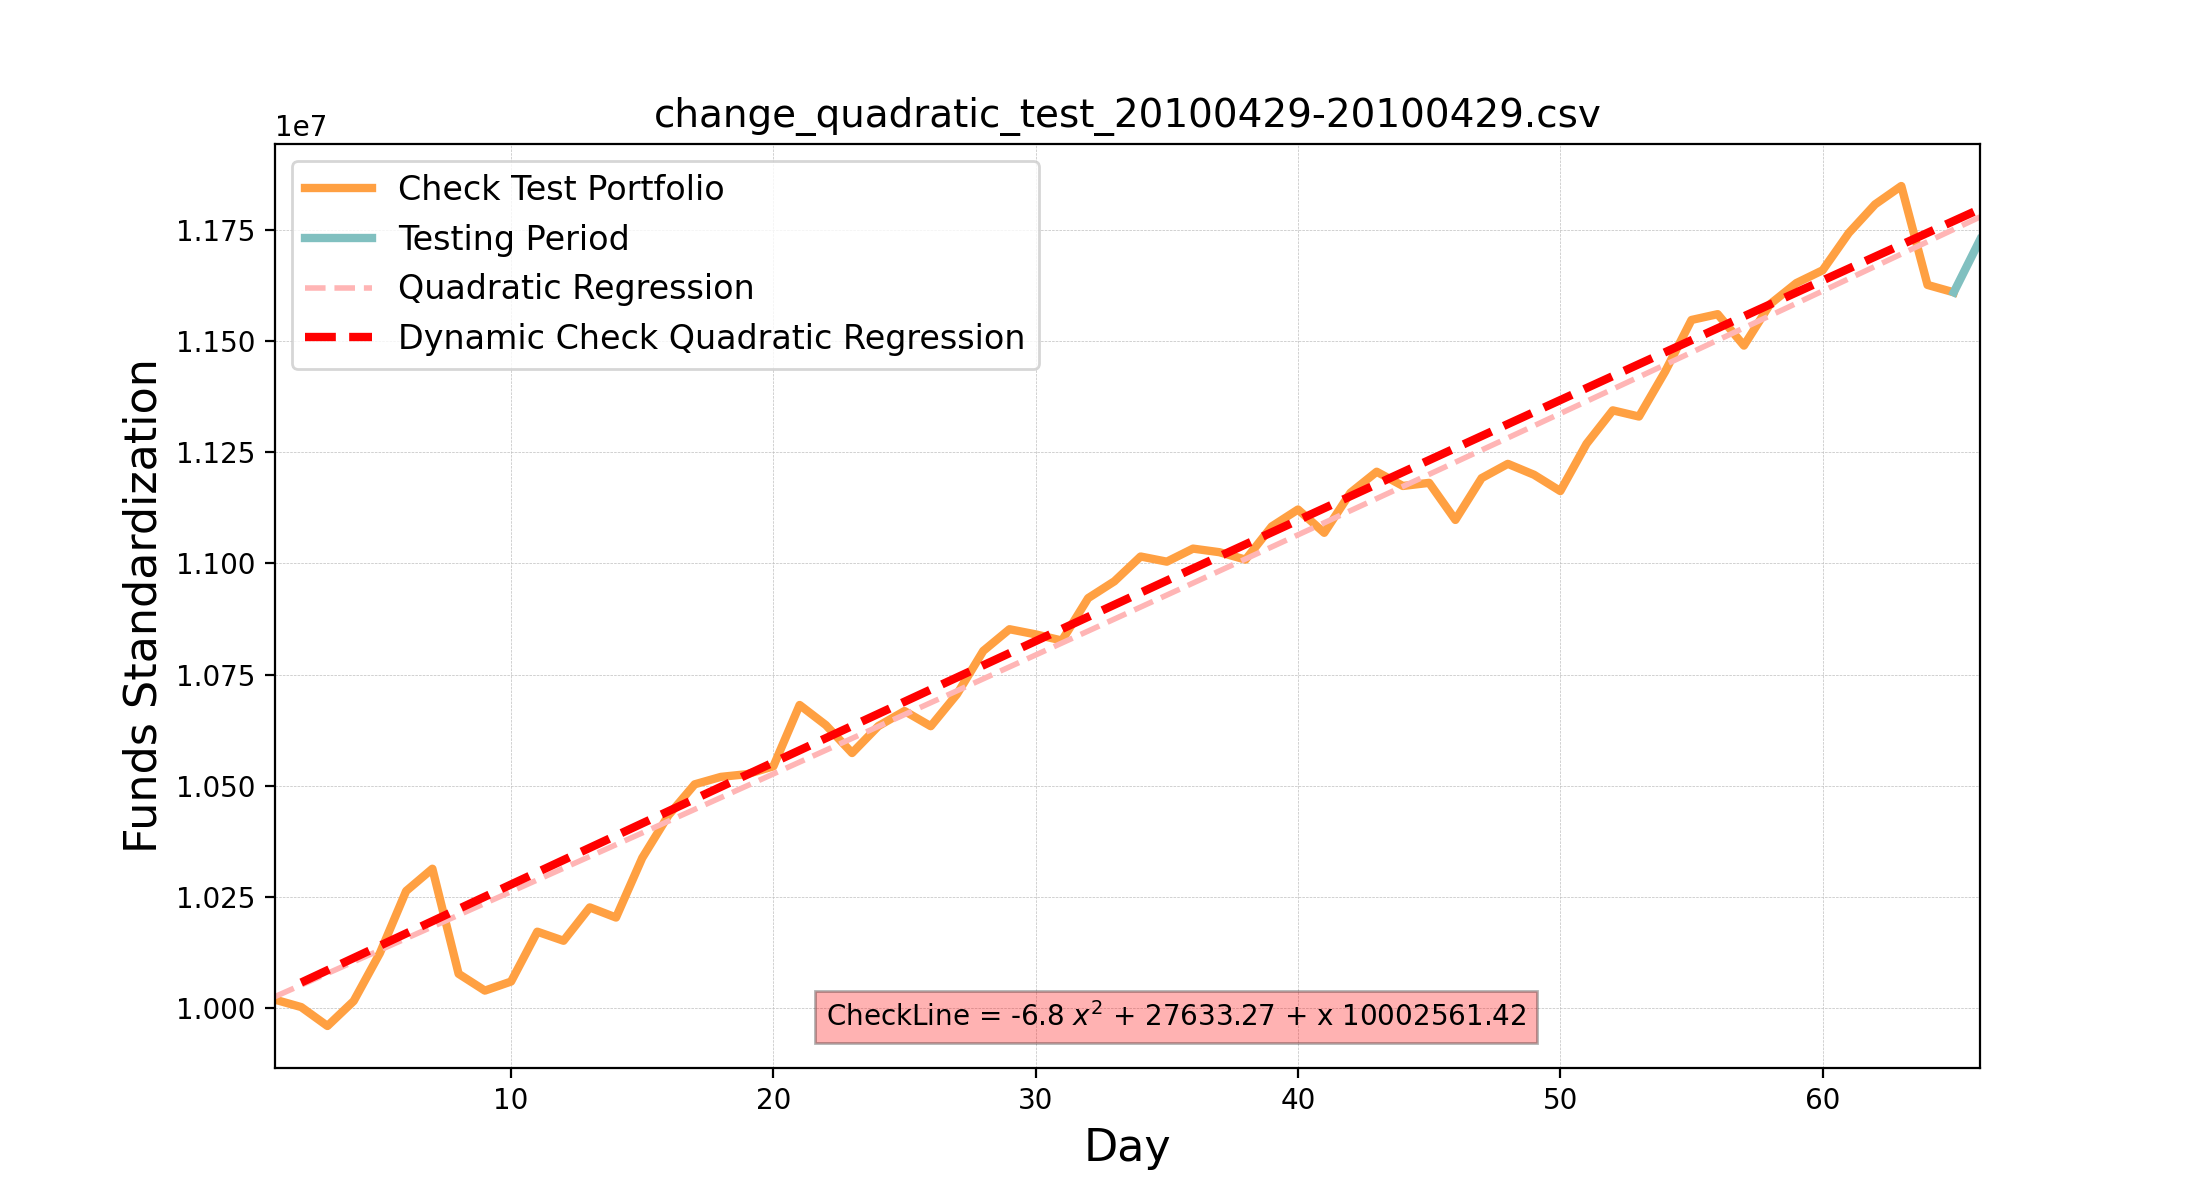 change_quadratic_test_20100429-20100429.csv
1e7
Check Test Portfolio
Testing Period
Quadratic Regression
Dynamic Check Quadratic Regression
1.175
1.150
1.125
1.100
1.075
1.050
1.025
1.000
Funds Standardization
CheckLine = -6.8 x² + 27633.27 + x 10002561.42
10 20 30 40 50 60
Day